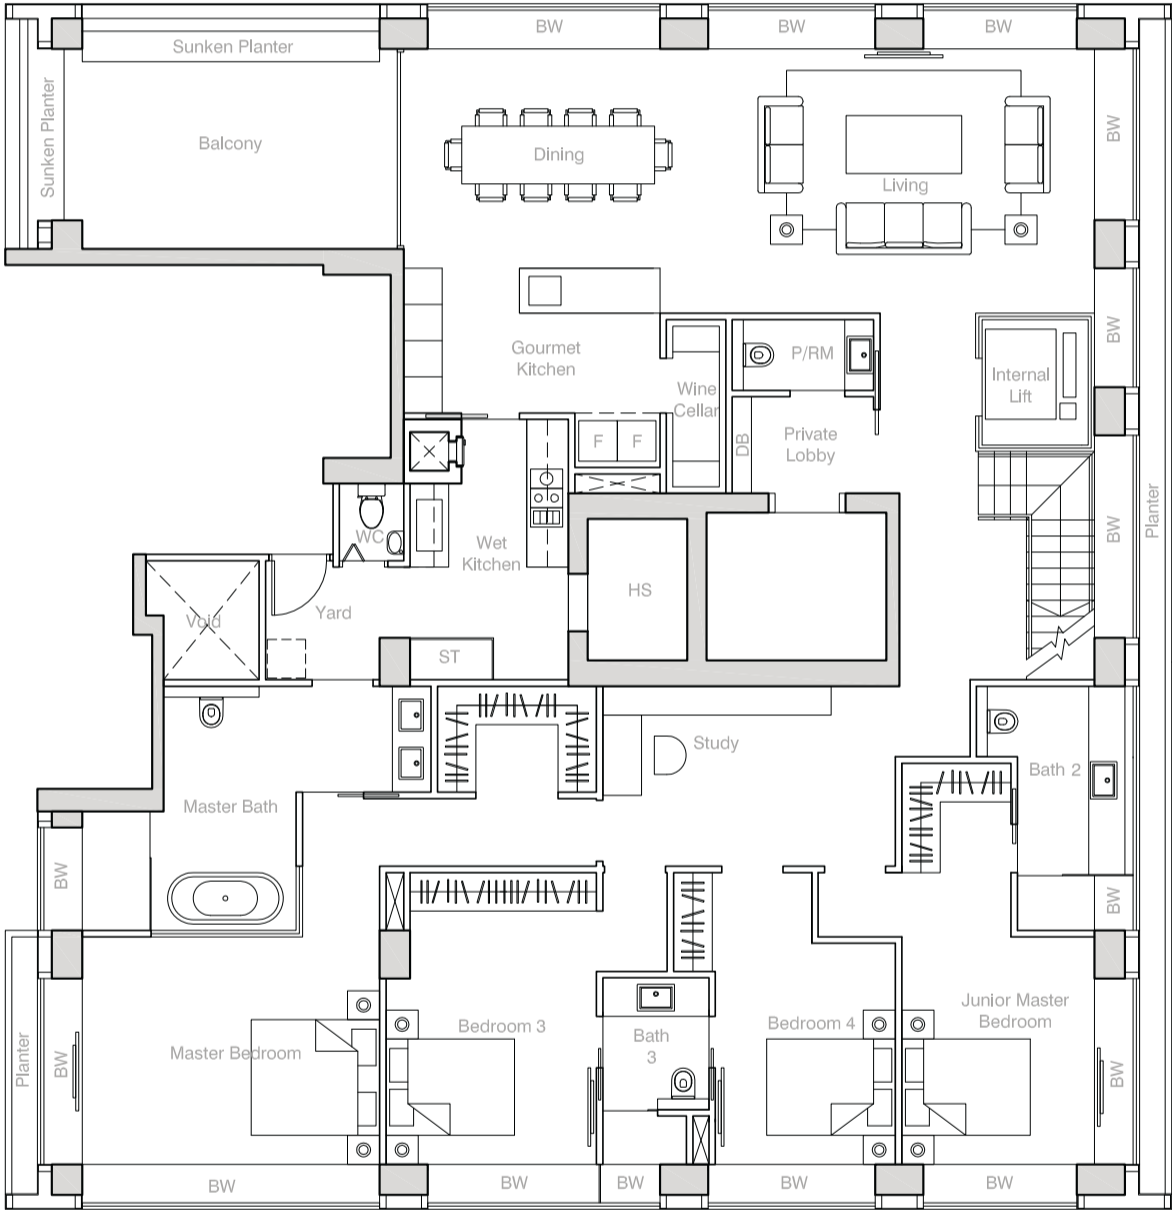 BW
BW
BW
Sunken Planter
Sunken Planter
Balcony
Dining
Living
BW
BW
Gourmet
Kitchen
P/RM
Internal
Lift
Wine
Cellar
DB
Private
Lobby
F
F
WC
Wet
Kitchen
BW
Planter
HS
Void
Yard
ST
Study
Bath 2
Master Bath
BW
BW
Junior Master
Bedroom
Bedroom 3
Bath
3
Bedroom 4
Master Bedroom
Planter
BW
BW
BW
BW
BW
BW
BW